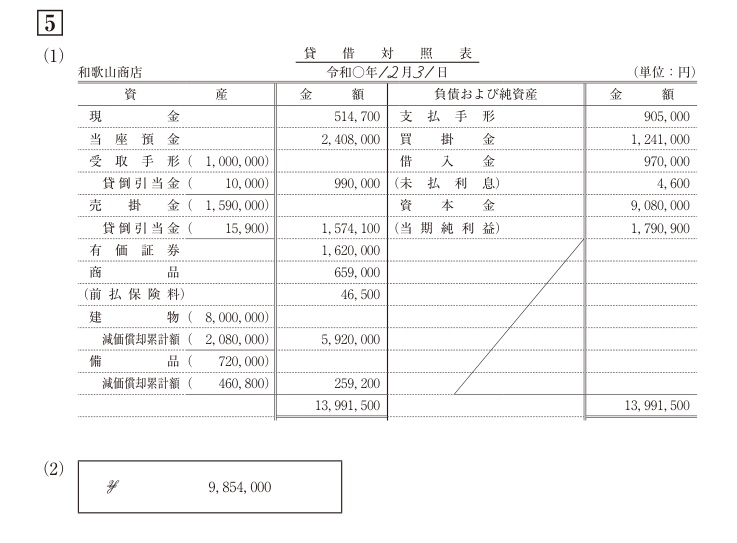 5
(1)
貸借対照表
和歌山商店 令和○年12月31日 (単位：円)
資産 金額 負債および純資産 金額
現金 514,700 支払手形 905,000
当座預金 2,408,000 買掛金 1,241,000
受取手形 ( 1,000,000) 借入金 970,000
貸倒引当金 ( 10,000) 990,000 (未払利息) 4,600
売掛金 ( 1,590,000) 資本金 9,080,000
貸倒引当金 ( 15,900) 1,574,100 (当期純利益) 1,790,900
有価証券 1,620,000
商品 659,000
(前払保険料) 46,500
建物 ( 8,000,000)
減価償却累計額 ( 2,080,000) 5,920,000
備品 ( 720,000)
減価償却累計額 ( 460,800) 259,200
13,991,500 13,991,500
(2)
¥ 9,854,000